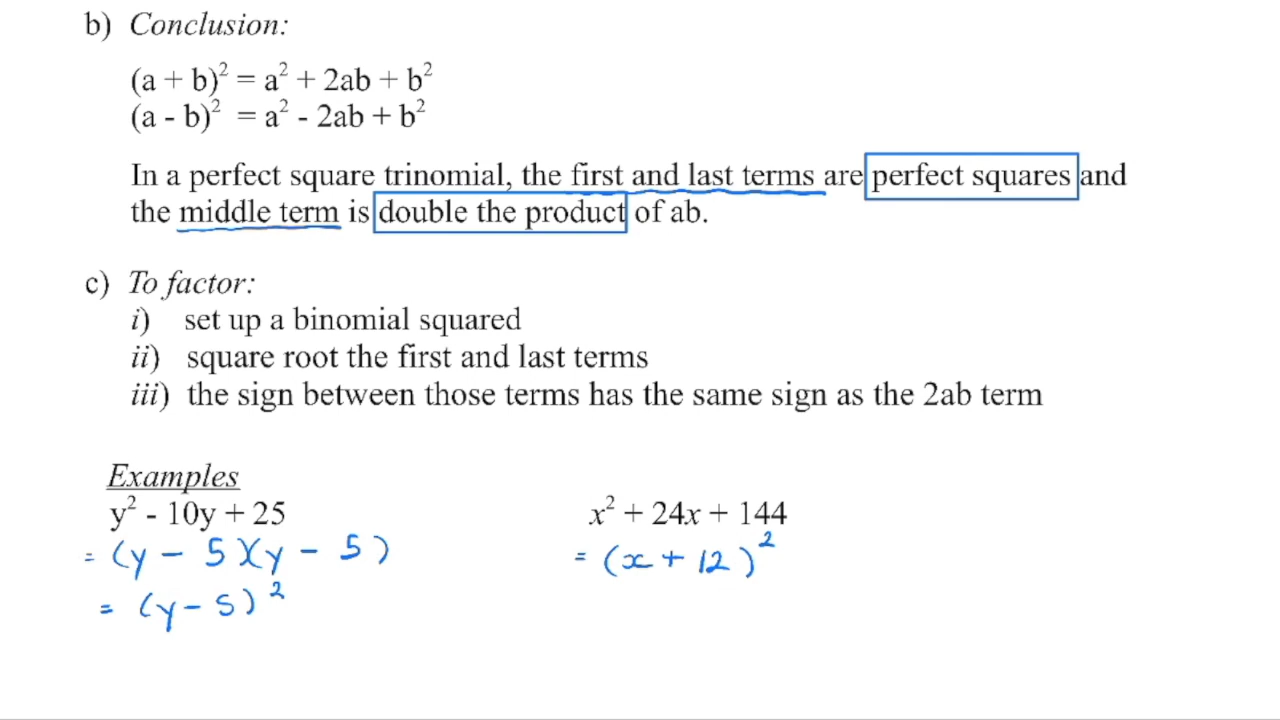 b) Conclusion:
(a + b)² = a² + 2ab + b²
(a - b)² = a² - 2ab + b²
In a perfect square trinomial, the first and last terms are perfect squares and
the middle term is double the product of ab.
c) To factor:
i) set up a binomial squared
ii) square root the first and last terms
iii) the sign between those terms has the same sign as the 2ab term
Examples
y² - 10y + 25
= (y - 5)(y - 5)
= (y - 5)²
x² + 24x + 144
= (x + 12)²